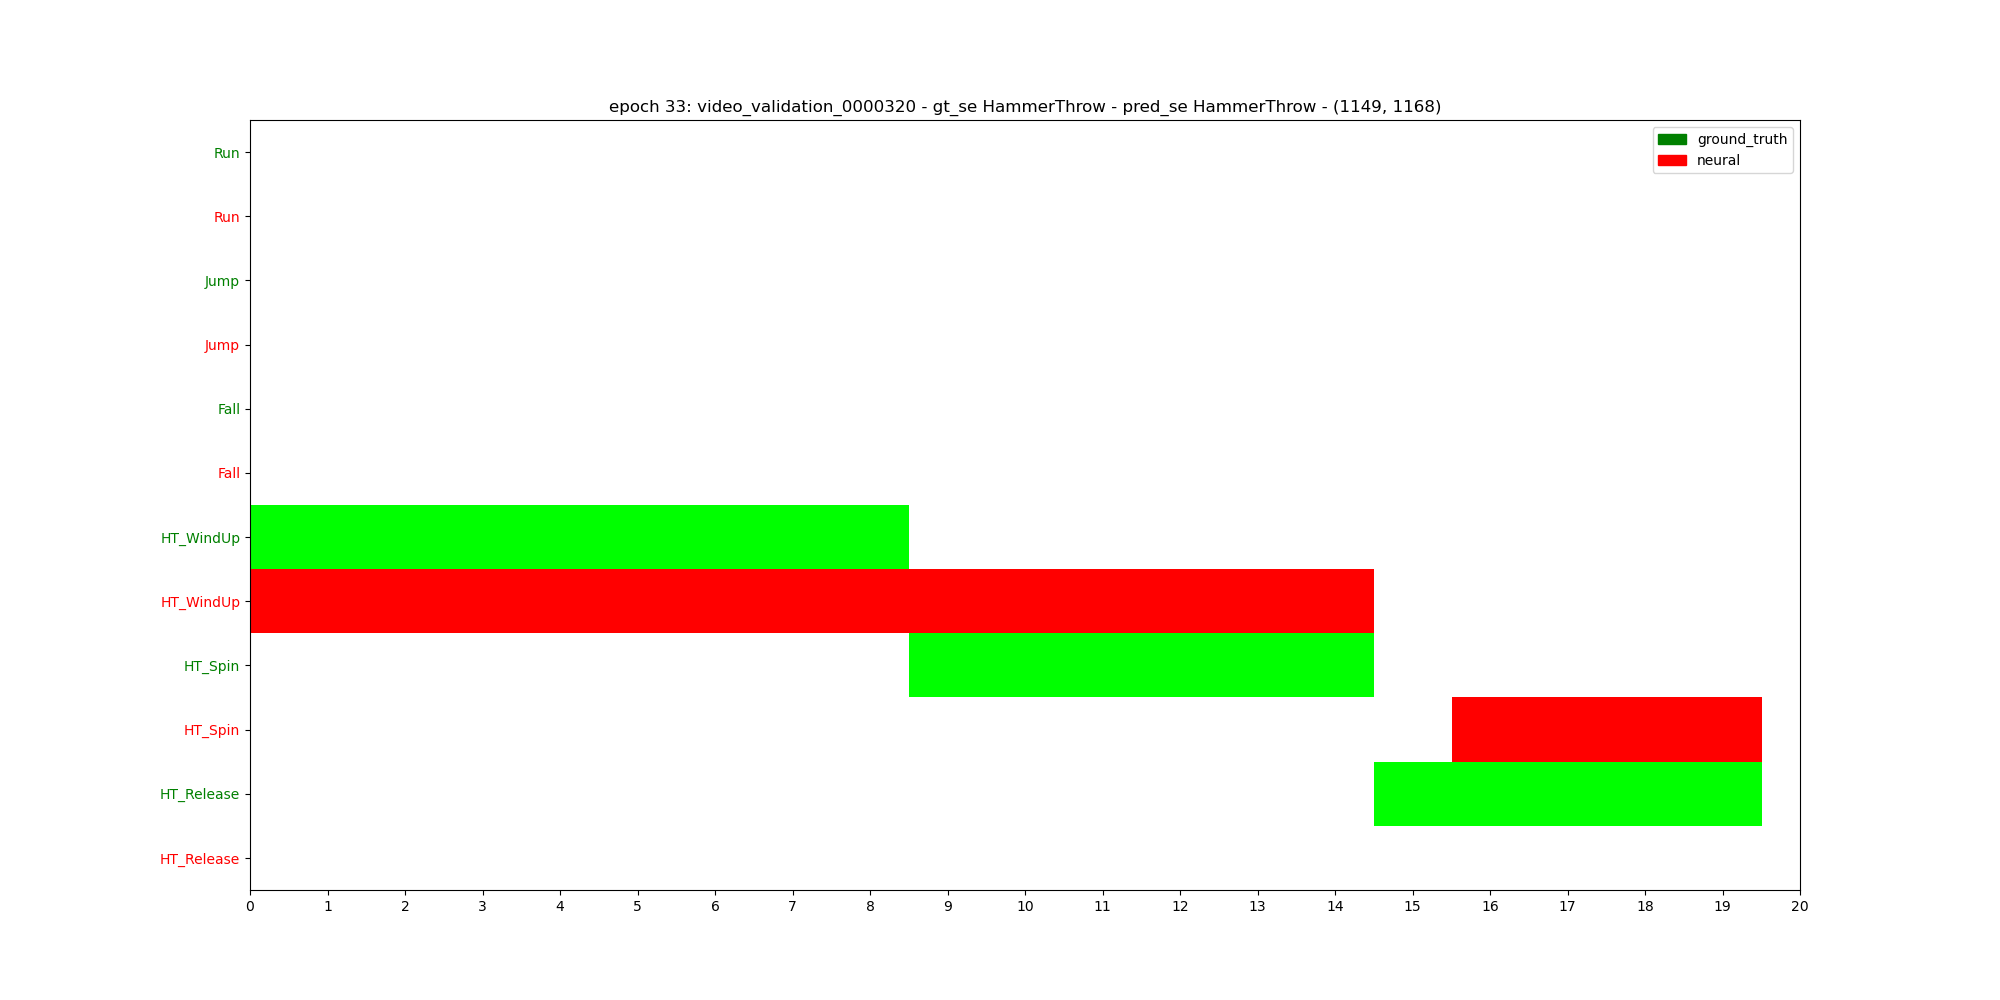 epoch 33: video_validation_0000320 - gt_se HammerThrow - pred_se HammerThrow - (1149, 1168)
ground_truth
neural
Run
Run
Jump
Jump
Fall
Fall
HT_WindUp
HT_WindUp
HT_Spin
HT_Spin
HT_Release
HT_Release
0 1 2 3 4 5 6 7 8 9 10 11 12 13 14 15 16 17 18 19 20